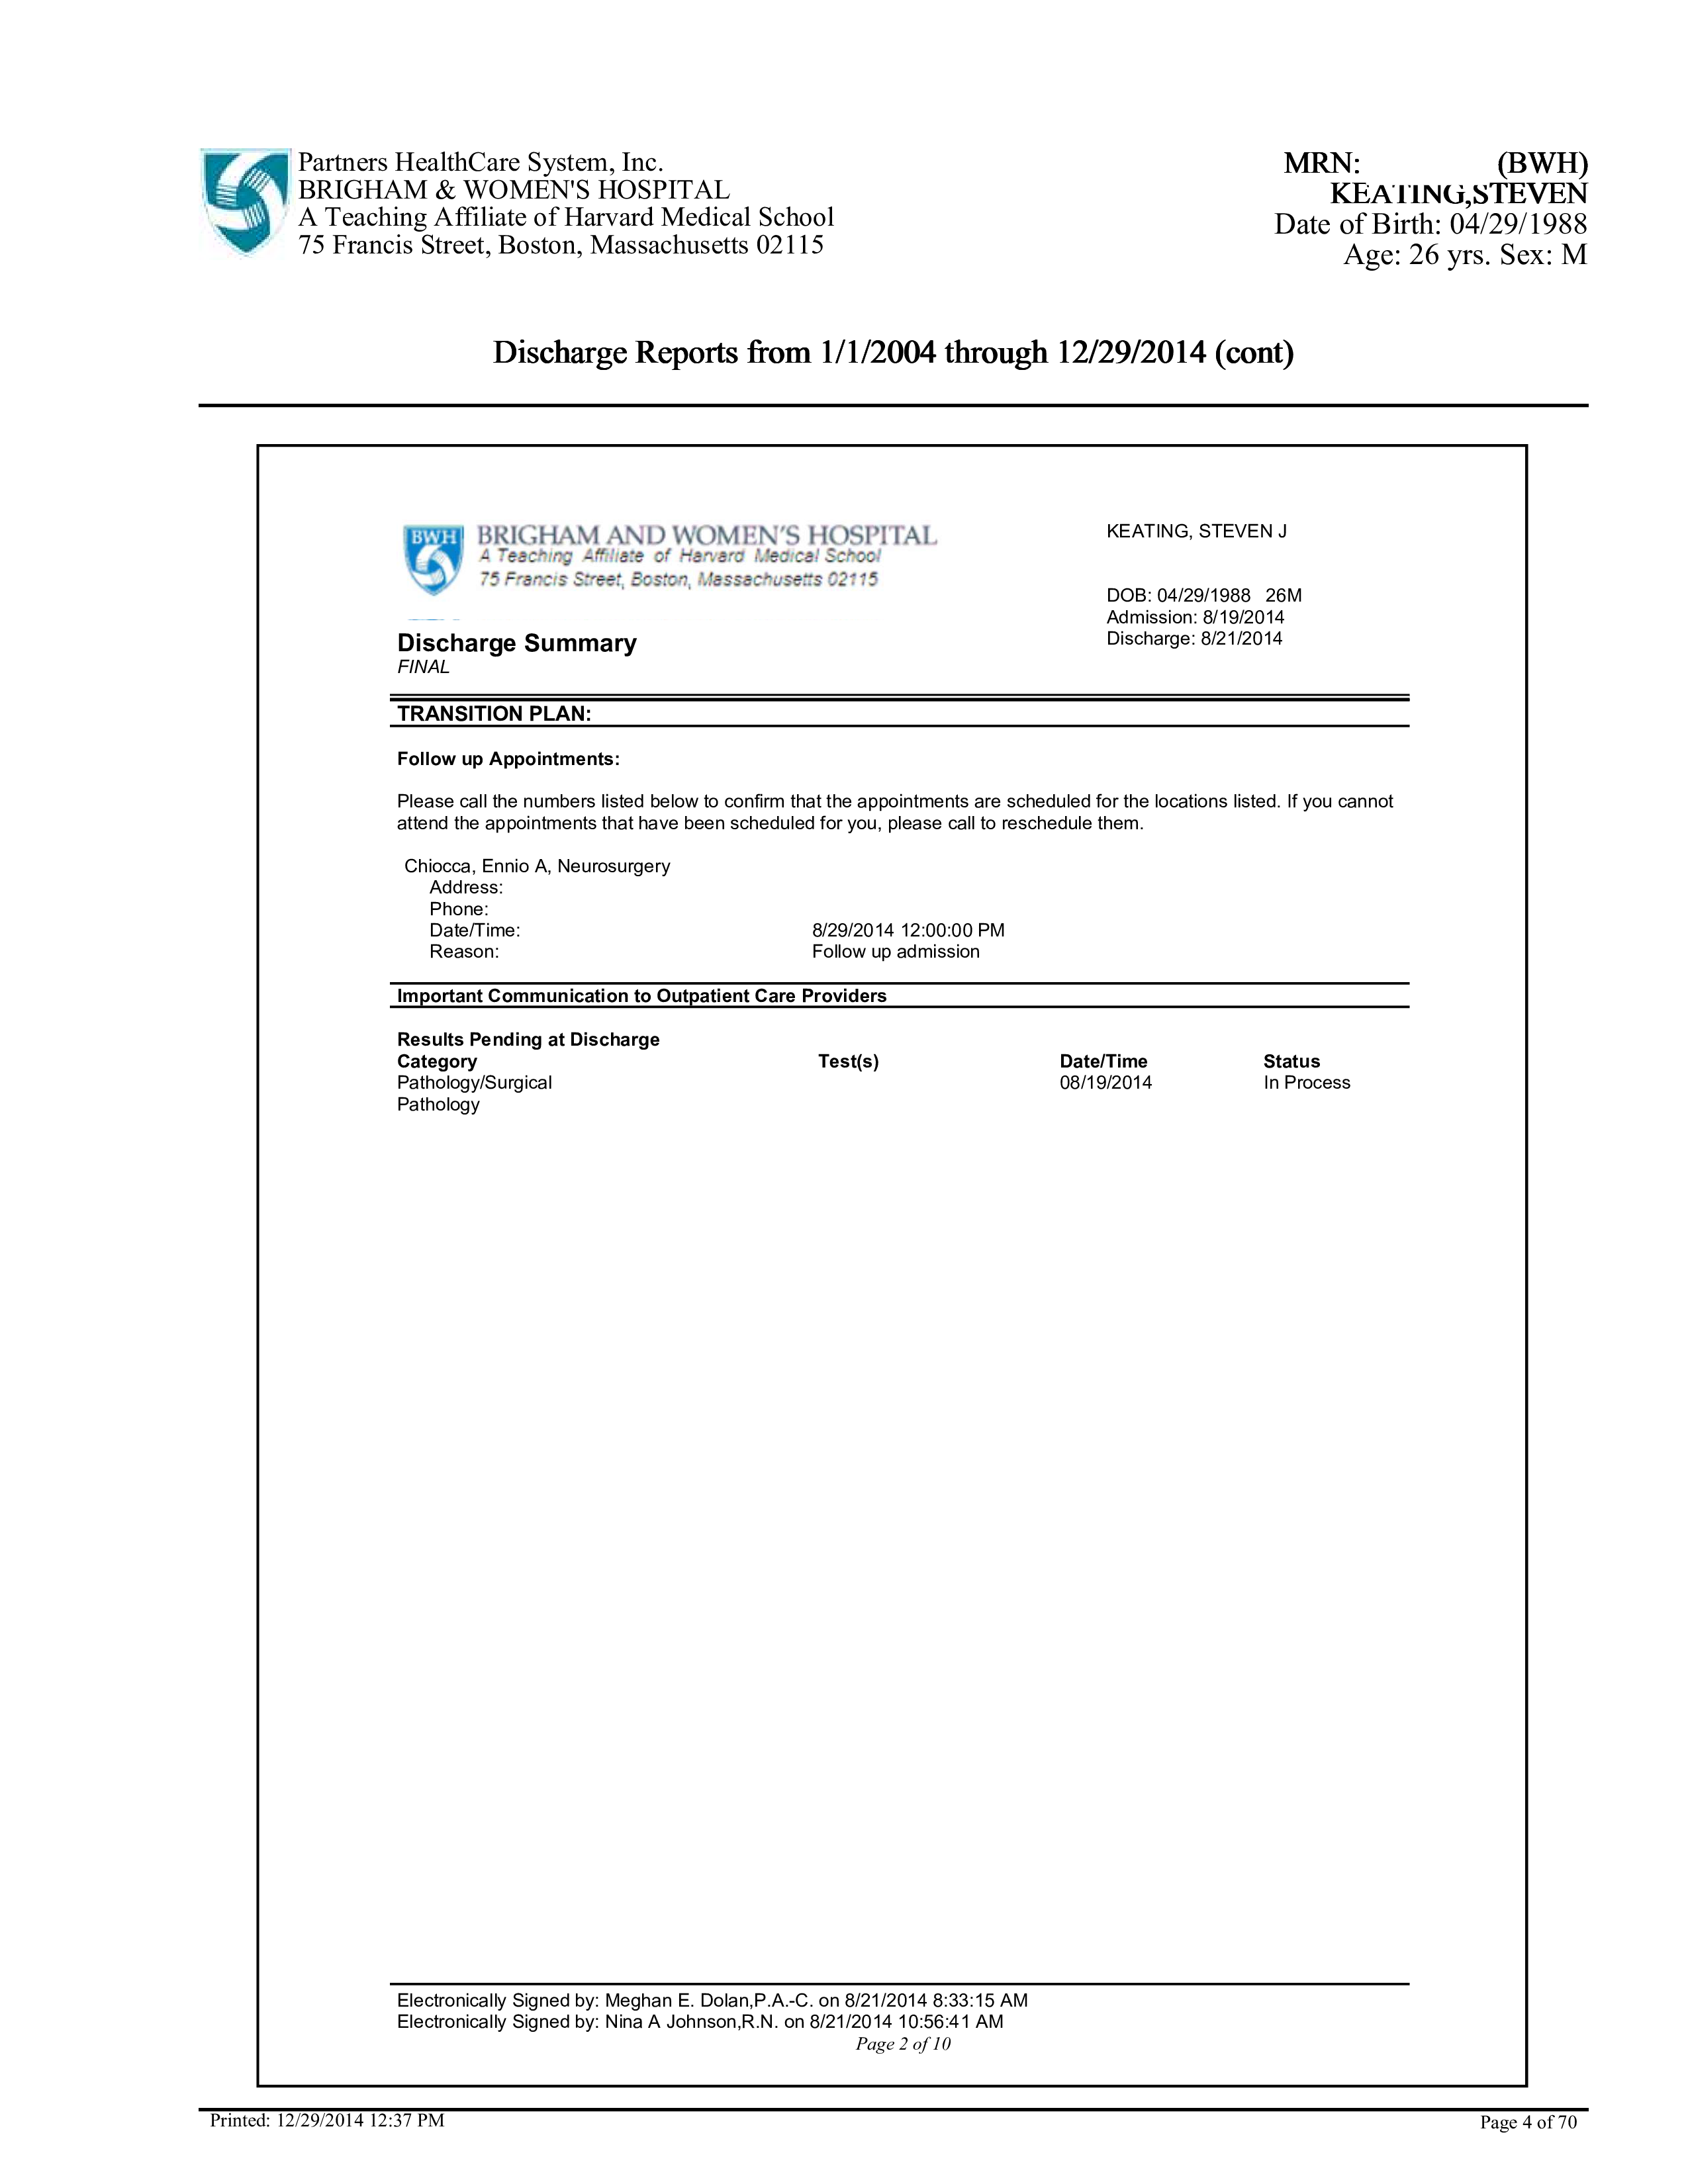 Partners HealthCare System, Inc.
BRIGHAM & WOMEN'S HOSPITAL
A Teaching Affiliate of Harvard Medical School
75 Francis Street, Boston, Massachusetts 02115
MRN: (BWH)
KEATING,STEVEN
Date of Birth: 04/29/1988
Age: 26 yrs. Sex: M
Discharge Reports from 1/1/2004 through 12/29/2014 (cont)
BWH
BRIGHAM AND WOMEN'S HOSPITAL
A Teaching Affiliate of Harvard Medical School
75 Francis Street, Boston, Massachusetts 02115
KEATING, STEVEN J
DOB: 04/29/1988 26M
Admission: 8/19/2014
Discharge: 8/21/2014
Discharge Summary
FINAL
TRANSITION PLAN:
Follow up Appointments:
Please call the numbers listed below to confirm that the appointments are scheduled for the locations listed. If you cannot
attend the appointments that have been scheduled for you, please call to reschedule them.
Chiocca, Ennio A, Neurosurgery
Address:
Phone:
Date/Time: 8/29/2014 12:00:00 PM
Reason: Follow up admission
Important Communication to Outpatient Care Providers
Results Pending at Discharge
Category Test(s) Date/Time Status
Pathology/Surgical 08/19/2014 In Process
Pathology
Electronically Signed by: Meghan E. Dolan,P.A.-C. on 8/21/2014 8:33:15 AM
Electronically Signed by: Nina A Johnson,R.N. on 8/21/2014 10:56:41 AM
Page 2 of 10
Printed: 12/29/2014 12:37 PM
Page 4 of 70